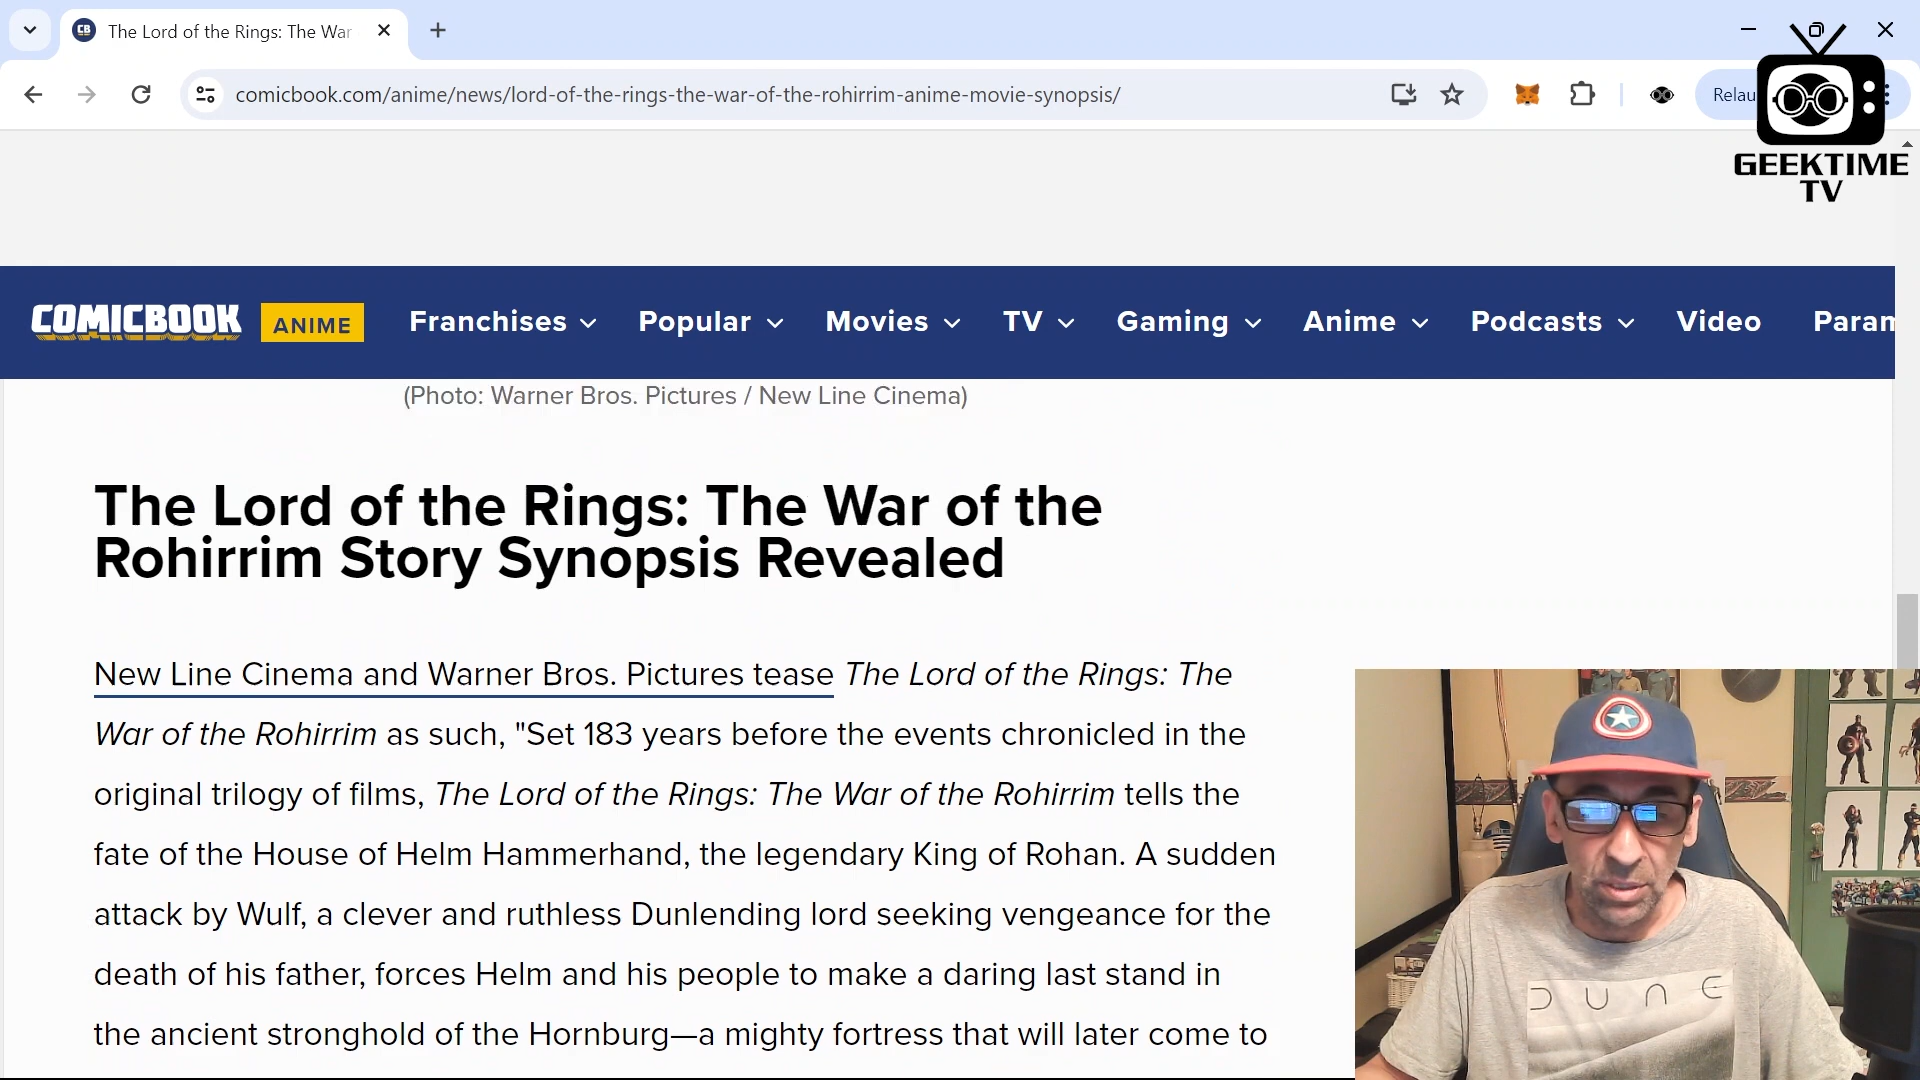 The Lord of the Rings: The War
comicbook.com/anime/news/lord-of-the-rings-the-war-of-the-rohirrim-anime-movie-synopsis/
Relau
GEEKTIME
TV
COMICBOOK ANIME Franchises Popular Movies TV Gaming Anime Podcasts Video Param
(Photo: Warner Bros. Pictures / New Line Cinema)
The Lord of the Rings: The War of the
Rohirrim Story Synopsis Revealed
New Line Cinema and Warner Bros. Pictures tease The Lord of the Rings: The
War of the Rohirrim as such, "Set 183 years before the events chronicled in the
original trilogy of films, The Lord of the Rings: The War of the Rohirrim tells the
fate of the House of Helm Hammerhand, the legendary King of Rohan. A sudden
attack by Wulf, a clever and ruthless Dunlending lord seeking vengeance for the
death of his father, forces Helm and his people to make a daring last stand in
the ancient stronghold of the Hornburg—a mighty fortress that will later come to
DUNE